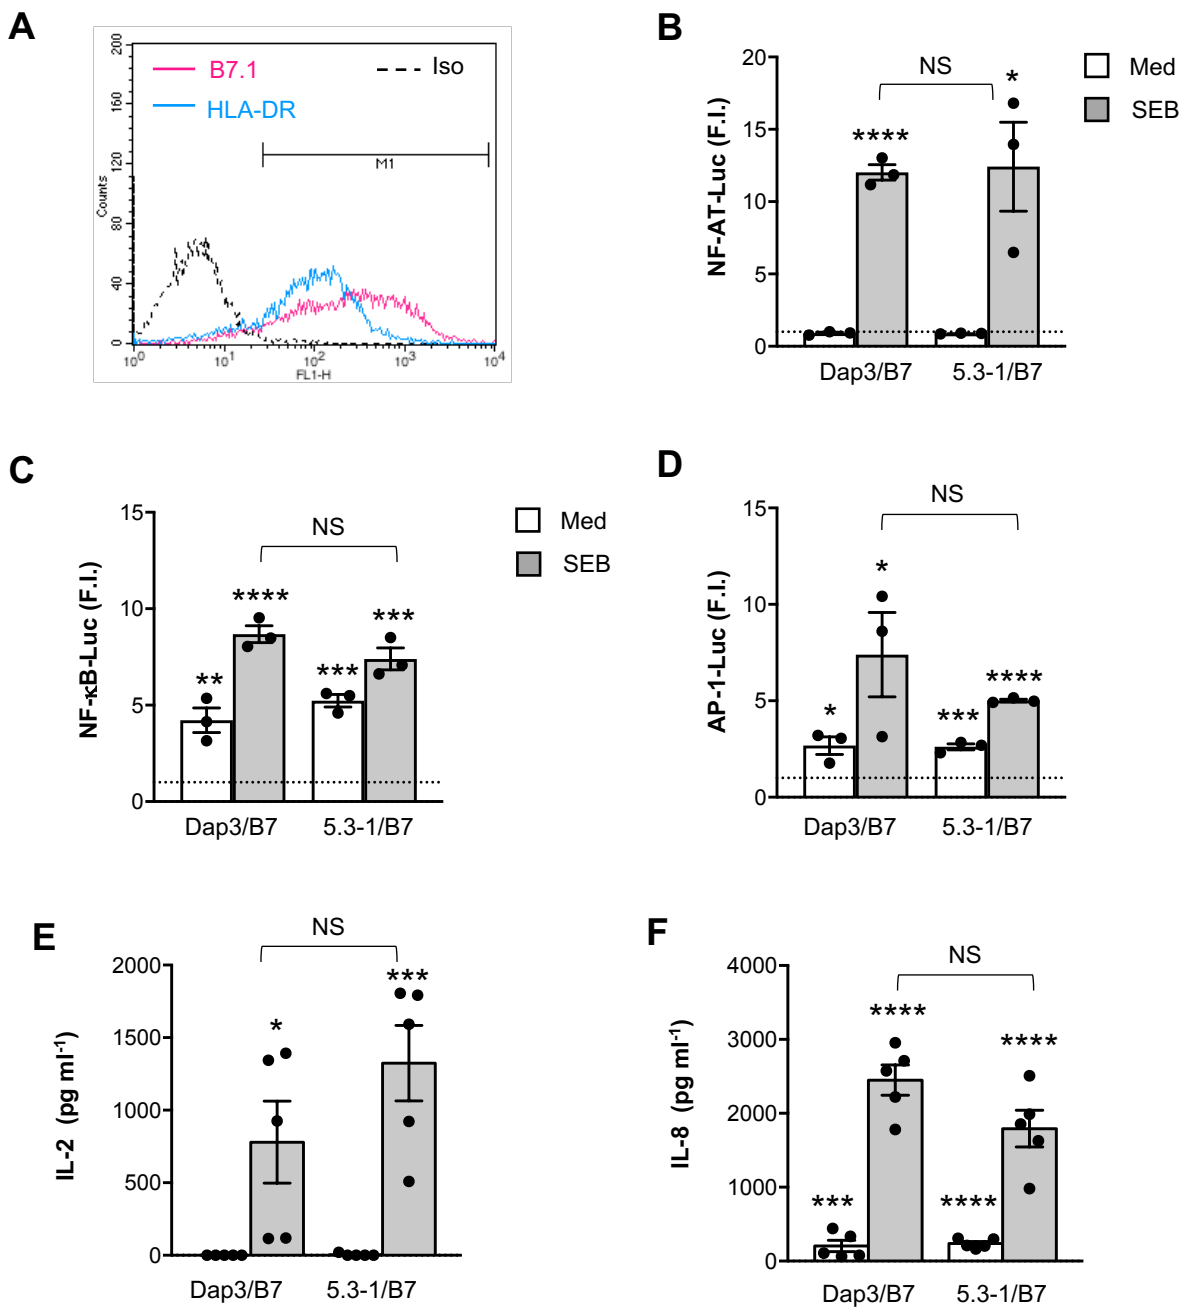 A
B7.1
Iso
HLA-DR
M1
Counts
200
160
120
80
40
0
10⁰
10¹
10²
10³
10⁴
FL1-H
B
NF-AT-Luc (F.I.)
20
15
10
5
0
NS
****
*
Med
SEB
Dap3/B7
5.3-1/B7
C
NF-κB-Luc (F.I.)
15
10
5
0
NS
**
****
***
***
Med
SEB
Dap3/B7
5.3-1/B7
D
AP-1-Luc (F.I.)
15
10
5
0
NS
*
*
***
****
Dap3/B7
5.3-1/B7
E
IL-2 (pg ml⁻¹)
2000
1500
1000
500
0
NS
*
***
Dap3/B7
5.3-1/B7
F
IL-8 (pg ml⁻¹)
4000
3000
2000
1000
0
NS
***
****
****
****
Dap3/B7
5.3-1/B7